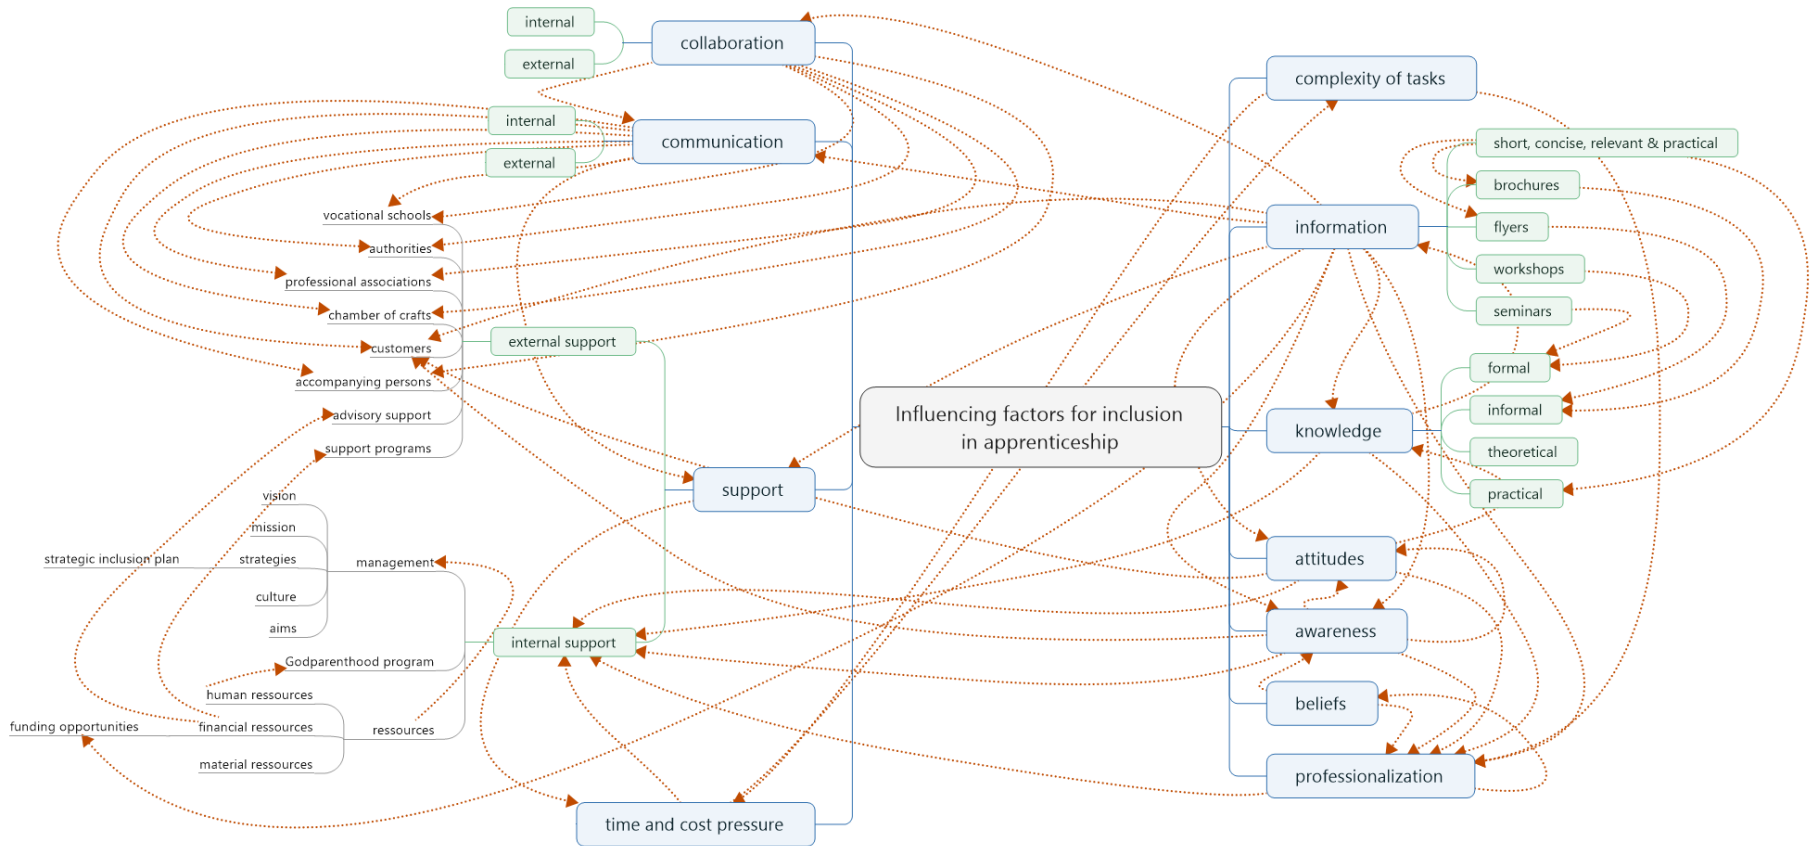 internal
external
collaboration
internal
external
communication
vocational schools
authorities
professional associations
chamber of crafts
customers
accompanying persons
advisory support
support programs
external support
support
vision
mission
strategic inclusion plan
strategies
culture
aims
management
internal support
Godparenthood program
human ressources
funding opportunities
financial ressources
material ressources
ressources
time and cost pressure
Influencing factors for inclusion
in apprenticeship
complexity of tasks
information
short, concise, relevant & practical
brochures
flyers
workshops
seminars
knowledge
formal
informal
theoretical
practical
attitudes
awareness
beliefs
professionalization